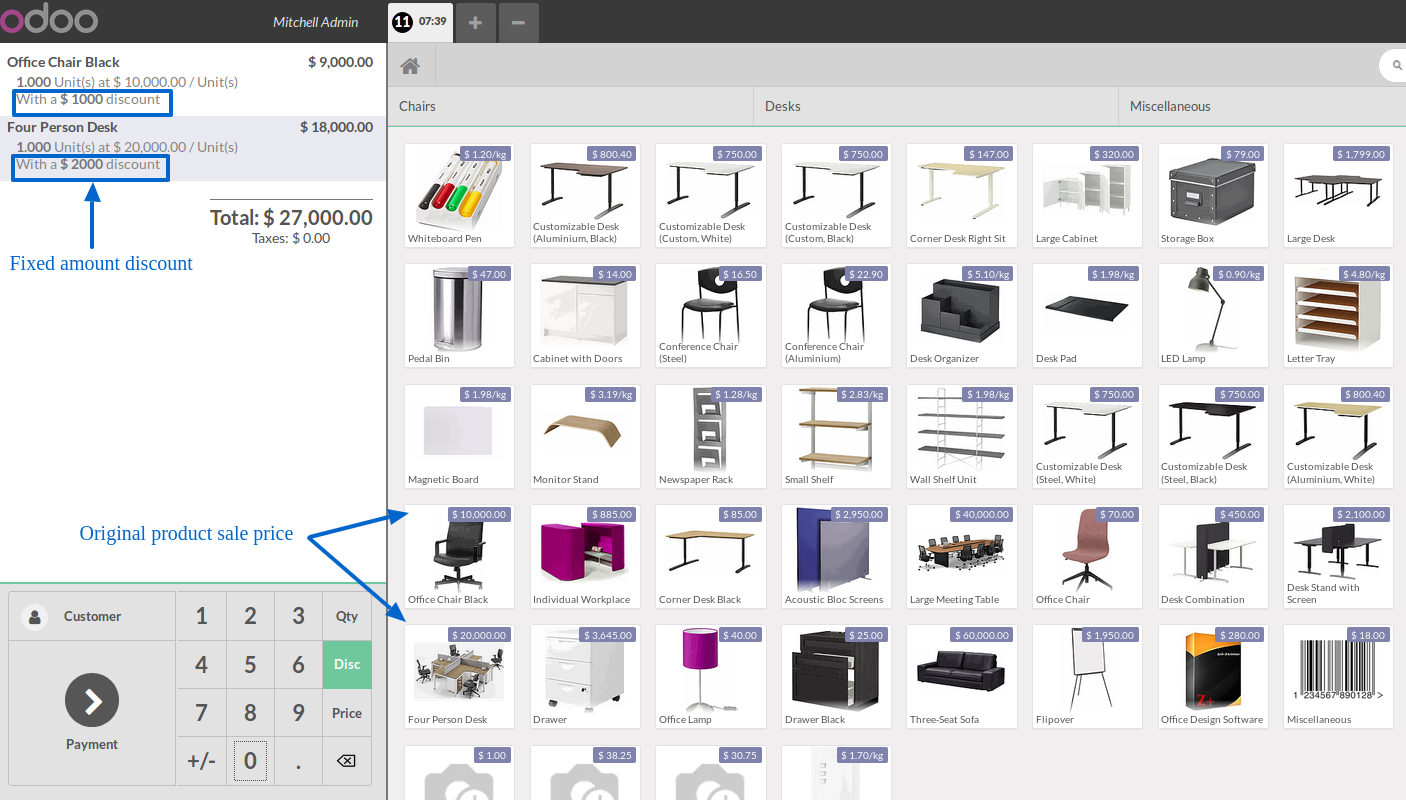 odoo
Mitchell Admin
11 07:39
+
−
Office Chair Black $ 9,000.00
1.000 Unit(s) at $ 10,000.00 / Unit(s)
With a $ 1000 discount
Four Person Desk $ 18,000.00
1.000 Unit(s) at $ 20,000.00 / Unit(s)
With a $ 2000 discount
Total: $ 27,000.00
Taxes: $ 0.00
Fixed amount discount
Original product sale price
Customer
Payment
1 2 3 Qty
4 5 6 Disc
7 8 9 Price
+/- 0 .
Chairs Desks Miscellaneous
$ 1.20/kg $ 800.40 $ 750.00 $ 750.00 $ 147.00 $ 320.00 $ 79.00 $ 1,799.00
Whiteboard Pen
Customizable Desk
(Aluminium, Black)
Customizable Desk
(Custom, White)
Customizable Desk
(Custom, Black)
Corner Desk Right Sit
Large Cabinet
Storage Box
Large Desk
$ 47.00 $ 14.00 $ 16.50 $ 22.90 $ 5.10/kg $ 1.98/kg $ 0.90/kg $ 4.80/kg
Pedal Bin
Cabinet with Doors
Conference Chair
(Steel)
Conference Chair
(Aluminium)
Desk Organizer
Desk Pad
LED Lamp
Letter Tray
$ 1.98/kg $ 3.19/kg $ 1.28/kg $ 2.83/kg $ 1.98/kg $ 750.00 $ 750.00 $ 800.40
Magnetic Board
Monitor Stand
Newspaper Rack
Small Shelf
Wall Shelf Unit
Customizable Desk
(Steel, White)
Customizable Desk
(Steel, Black)
Customizable Desk
(Aluminium, White)
$ 10,000.00 $ 885.00 $ 85.00 $ 2,950.00 $ 40,000.00 $ 70.00 $ 450.00 $ 2,100.00
Office Chair Black
Individual Workplace
Corner Desk Black
Acoustic Bloc Screens
Large Meeting Table
Office Chair
Desk Combination
Desk Stand with
Screen
$ 20,000.00 $ 3,645.00 $ 40.00 $ 25.00 $ 60,000.00 $ 1,950.00 $ 280.00 $ 18.00
Z+
1 234567 890128 >
Four Person Desk
Drawer
Office Lamp
Drawer Black
Three-Seat Sofa
Flipover
Office Design Software
Miscellaneous
$ 1.00 $ 38.25 $ 30.75 $ 1.70/kg